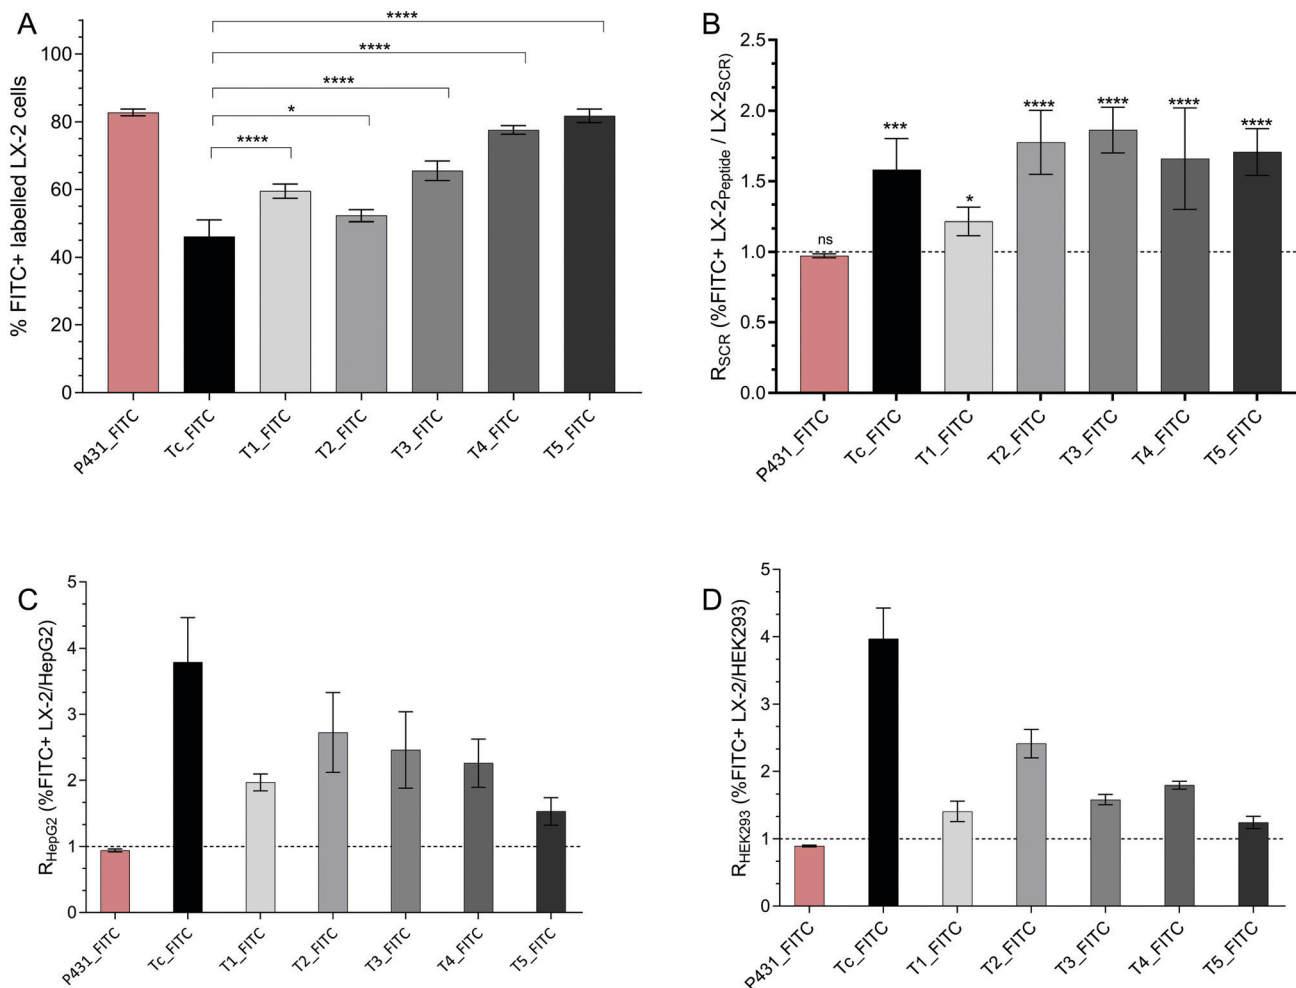 A
% FITC+ labelled LX-2 cells
100
80
60
40
20
0
****
****
****
*
****
P431_FITC
Tc_FITC
T1_FITC
T2_FITC
T3_FITC
T4_FITC
T5_FITC
B
RSCR (%FITC+ LX-2Peptide / LX-2SCR)
2.5
2.0
1.5
1.0
0.5
0.0
ns
***
*
****
****
****
****
P431_FITC
Tc_FITC
T1_FITC
T2_FITC
T3_FITC
T4_FITC
T5_FITC
C
RHepG2 (%FITC+ LX-2/HepG2)
5
4
3
2
1
0
P431_FITC
Tc_FITC
T1_FITC
T2_FITC
T3_FITC
T4_FITC
T5_FITC
D
RHEK293 (%FITC+ LX-2/HEK293)
5
4
3
2
1
0
P431_FITC
Tc_FITC
T1_FITC
T2_FITC
T3_FITC
T4_FITC
T5_FITC